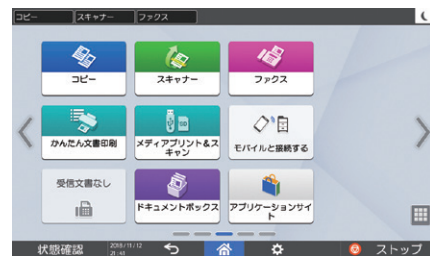 コピー スキャナー ファクス
コピー
スキャナー
ファクス
かんたん文書印刷
メディアプリント&ス
キャン
モバイルと接続する
受信文書なし
ドキュメントボックス
アプリケーションサイ
ト
状態確認
2018/11/12
21:43
ストップ